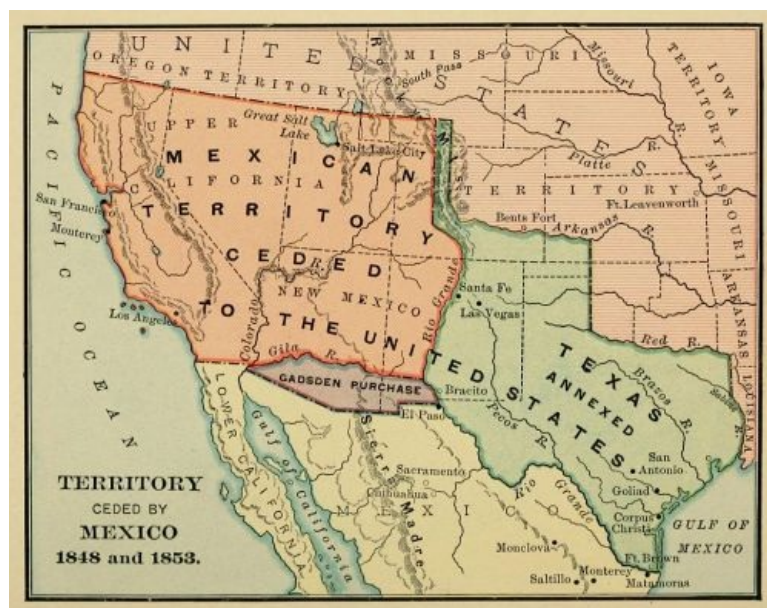 UNITED STATES
OREGON TERRITORY
MISSOURI
TERRITORY
IOWA
TERRITORY
Rocky Mts.
South Pass
Missouri R.
Platte R.
UPPER
CALIFORNIA
Great Salt
Lake
Salt Lake City
MEXICAN
TERRITORY
CEDED
TO THE UNITED STATES
PACIFIC OCEAN
San Francisco
Monterey
Los Angeles
Colorado R.
NEW MEXICO
Gila R.
Rio Grande
Bents Fort
Arkansas R.
Ft. Leavenworth
MISSOURI
ARKANSAS
LOUISIANA
Santa Fe
Las Vegas
Red R.
TEXAS
ANNEXED
Brazos R.
Sabine R.
GADSDEN PURCHASE
Bracito
El Paso
Pecos R.
San
Antonio
Goliad
Corpus
Christi
GULF OF
MEXICO
Ft. Brown
Matamoras
LOWER CALIFORNIA
Gulf of California
Sierra Madre
Sacramento
Chihuahua
MEXICO
Rio Grande
Monclova
Saltillo
Monterey
TERRITORY
CEDED BY
MEXICO
1848 and 1853.